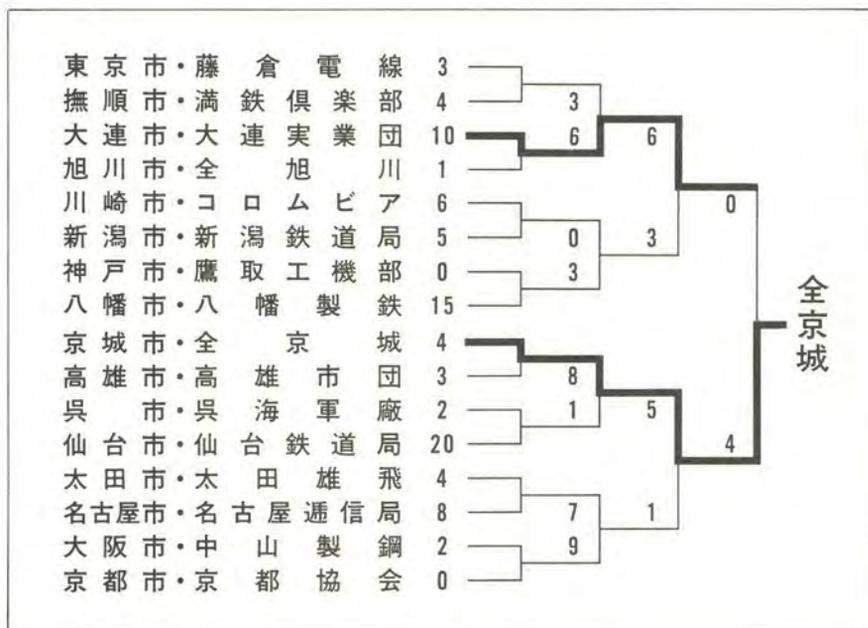 東京市・藤倉電線 3
撫順市・満鉄倶楽部 4
大連市・大連実業団 10
旭川市・全旭川 1
川崎市・コロムビア 6
新潟市・新潟鉄道局 5
神戸市・鷹取工機部 0
八幡市・八幡製鉄 15
京城市・全京城 4
高雄市・高雄市団 3
呉市・呉海軍廠 2
仙台市・仙台鉄道局 20
太田市・太田雄飛 4
名古屋市・名古屋逓信局 8
大阪市・中山製鋼 2
京都市・京都協会 0
3
6
0
3
8
1
7
9
6
3
5
1
0
4
全京城